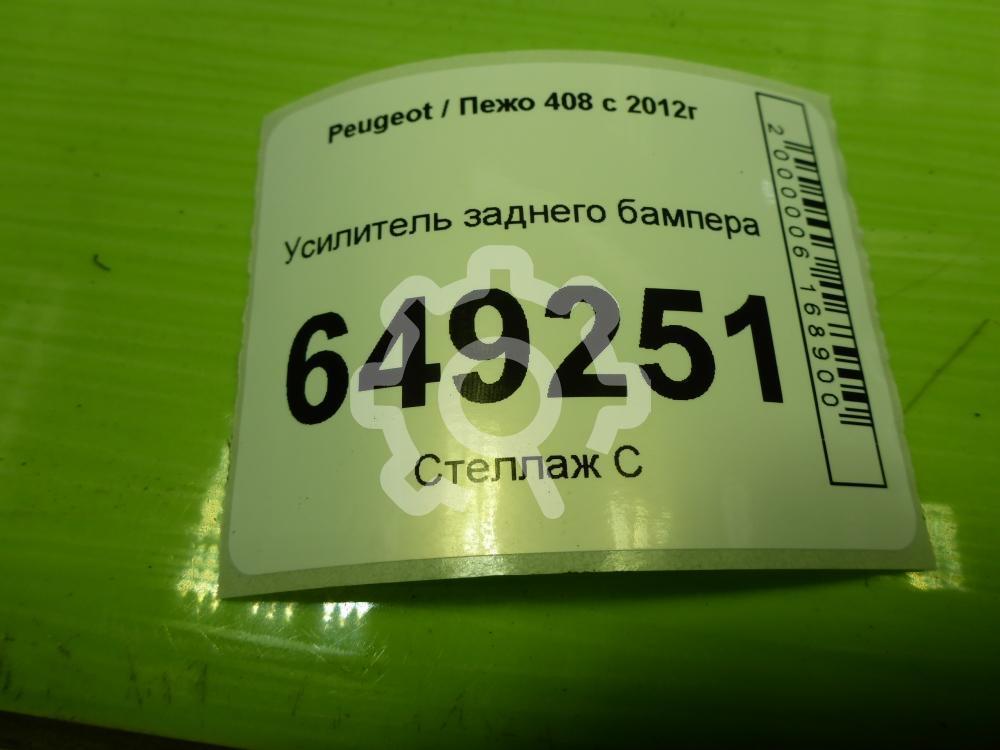 Peugeot / Пежо 408 с 2012г
Усилитель заднего бампера
649251
Стеллаж С
2000006168900